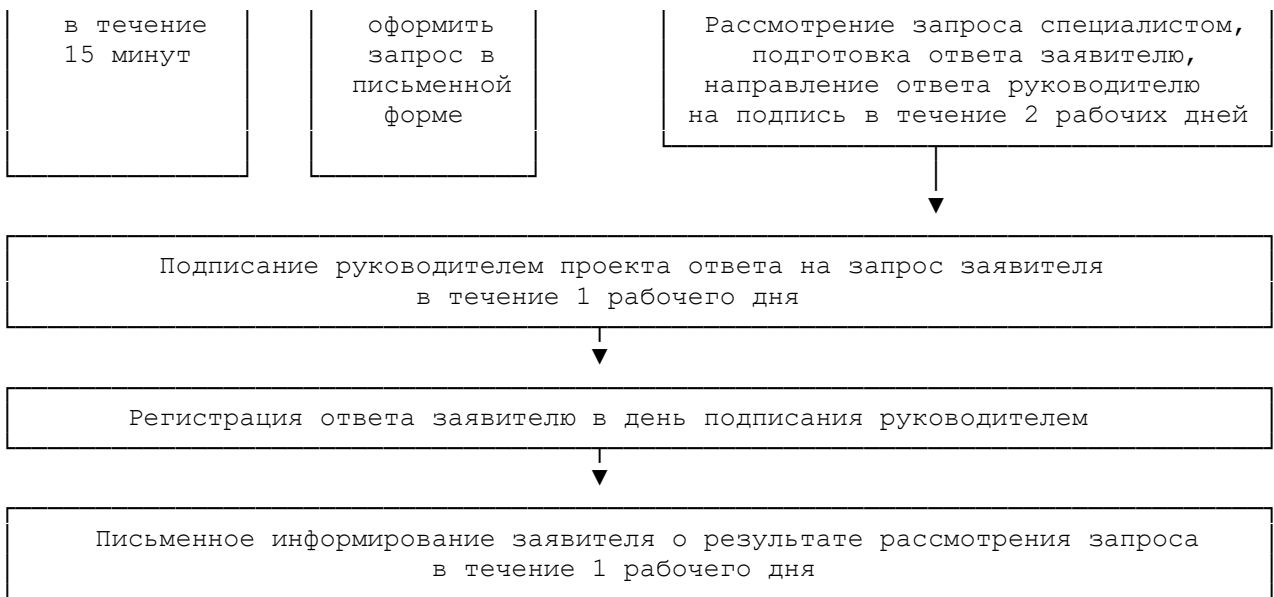 в течение
15 минут
оформить
запрос в
письменной
форме
Рассмотрение запроса специалистом,
подготовка ответа заявителю,
направление ответа руководителю
на подпись в течение 2 рабочих дней
Подписание руководителем проекта ответа на запрос заявителя
в течение 1 рабочего дня
Регистрация ответа заявителю в день подписания руководителем
Письменное информирование заявителя о результате рассмотрения запроса
в течение 1 рабочего дня